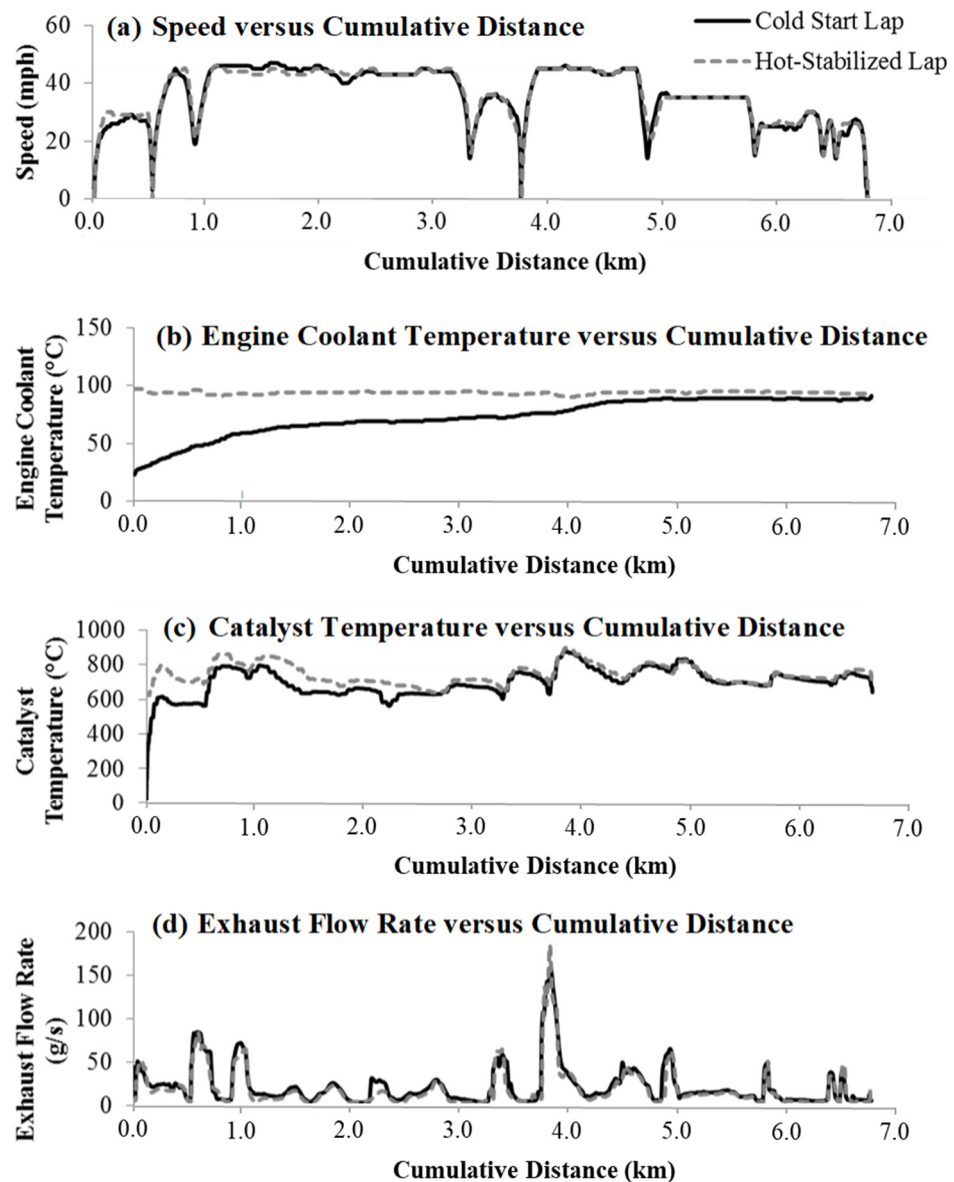 (a) Speed versus Cumulative Distance
Cold Start Lap
Hot-Stabilized Lap
Speed (mph)
60
40
20
0
0.0 1.0 2.0 3.0 4.0 5.0 6.0 7.0
Cumulative Distance (km)
(b) Engine Coolant Temperature versus Cumulative Distance
Engine Coolant
Temperature (°C)
150
100
50
0
0.0 1.0 2.0 3.0 4.0 5.0 6.0 7.0
Cumulative Distance (km)
(c) Catalyst Temperature versus Cumulative Distance
Catalyst
Temperature (°C)
1000
800
600
400
200
0
0.0 1.0 2.0 3.0 4.0 5.0 6.0 7.0
Cumulative Distance (km)
(d) Exhaust Flow Rate versus Cumulative Distance
Exhaust Flow Rate
(g/s)
200
150
100
50
0
0.0 1.0 2.0 3.0 4.0 5.0 6.0 7.0
Cumulative Distance (km)